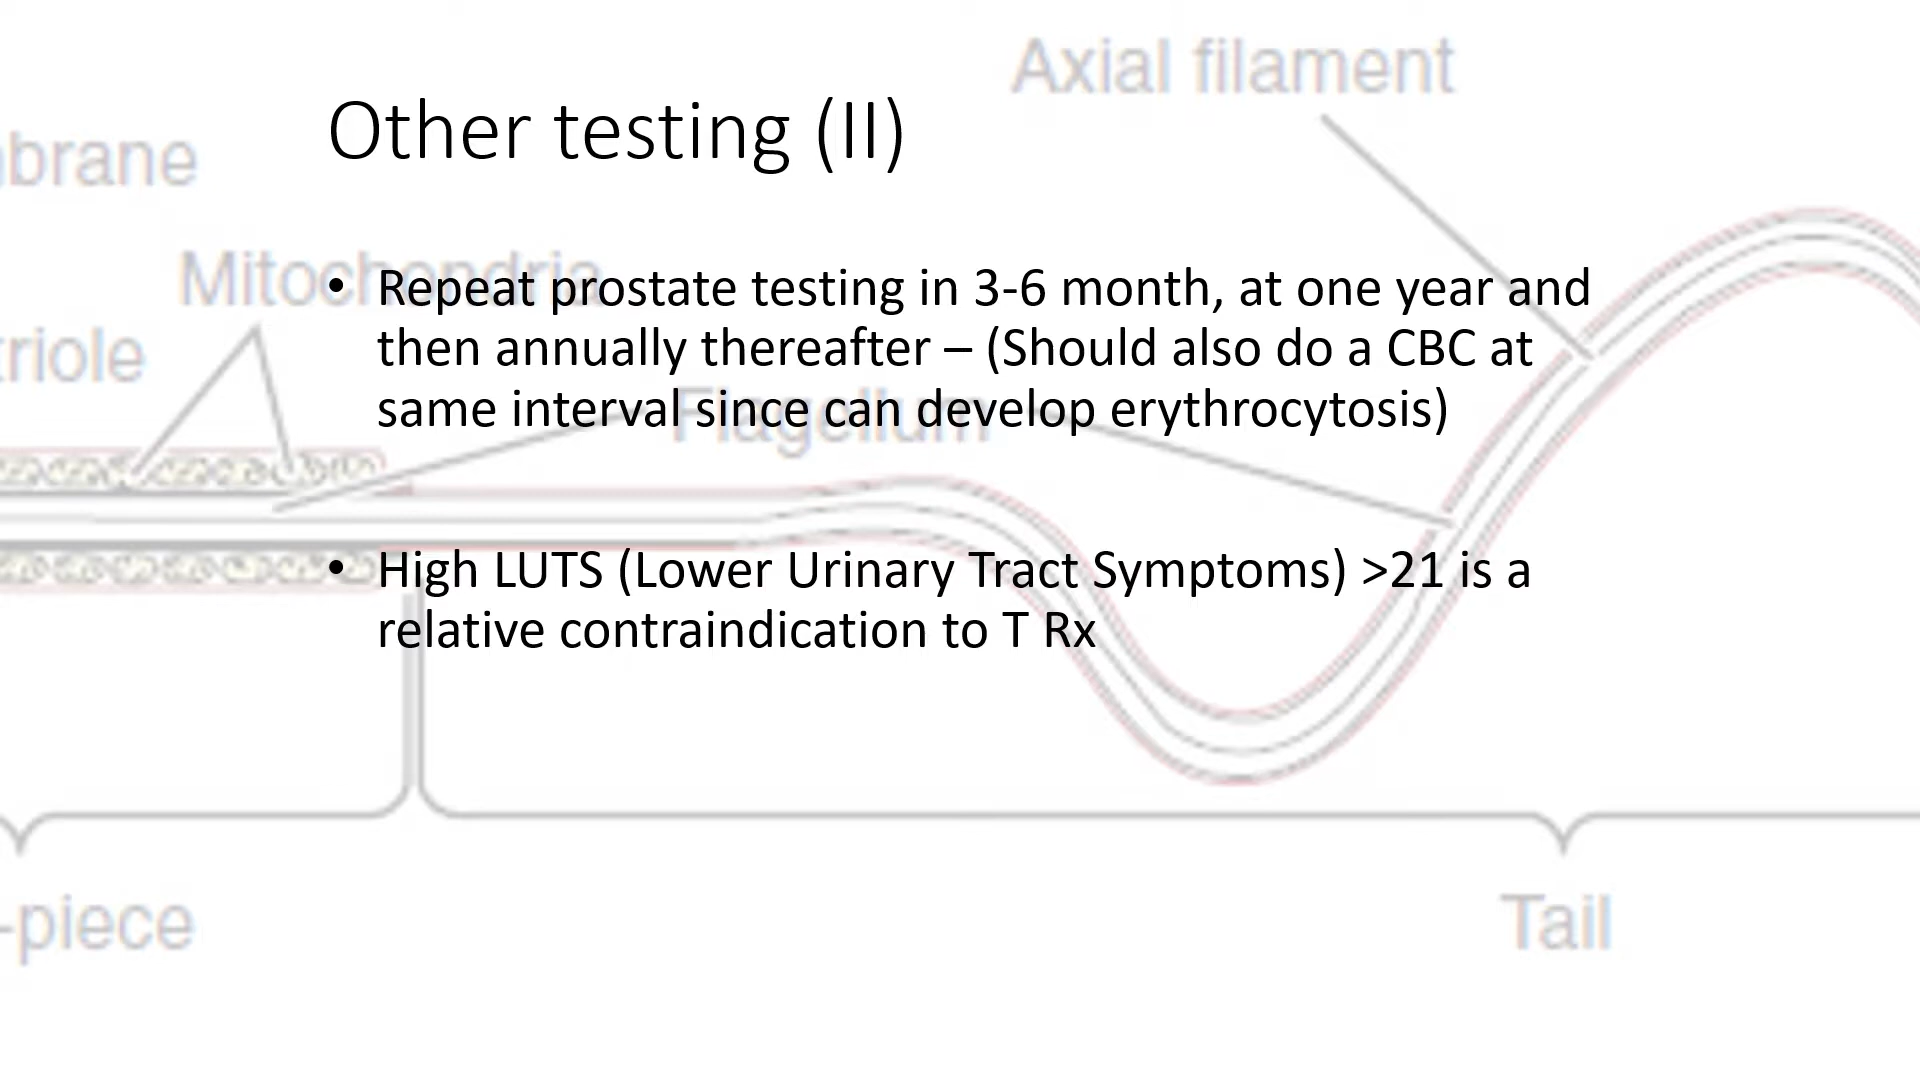 Axial filament
Other testing (II)
brane
Mitochondria
• Repeat prostate testing in 3-6 month, at one year and
then annually thereafter – (Should also do a CBC at
same interval since can develop erythrocytosis)
triole
Flagellum
• High LUTS (Lower Urinary Tract Symptoms) >21 is a
relative contraindication to T Rx
-piece
Tail